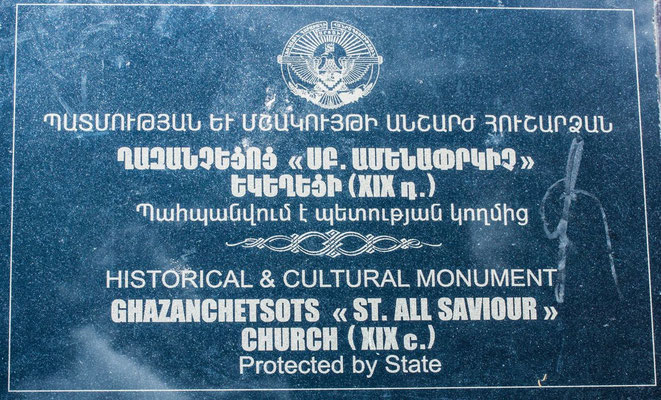 ՊԱՏՄՈՒԹՅԱՆ ԵՒ ՄՇԱԿՈՒՅԹԻ ԱՆՇԱՐԺ ՀՈՒՇԱՐՁԱՆ
ՂԱԶԱՆՉԵՑՈՑ « ՍԲ. ԱՄԵՆԱՓՐԿԻՉ »
ԵԿԵՂԵՑԻ (XIX դ.)
Պահպանվում է պետության կողմից
HISTORICAL & CULTURAL MONUMENT
GHAZANCHETSOTS « ST. ALL SAVIOUR »
CHURCH ( XIX c.)
Protected by State